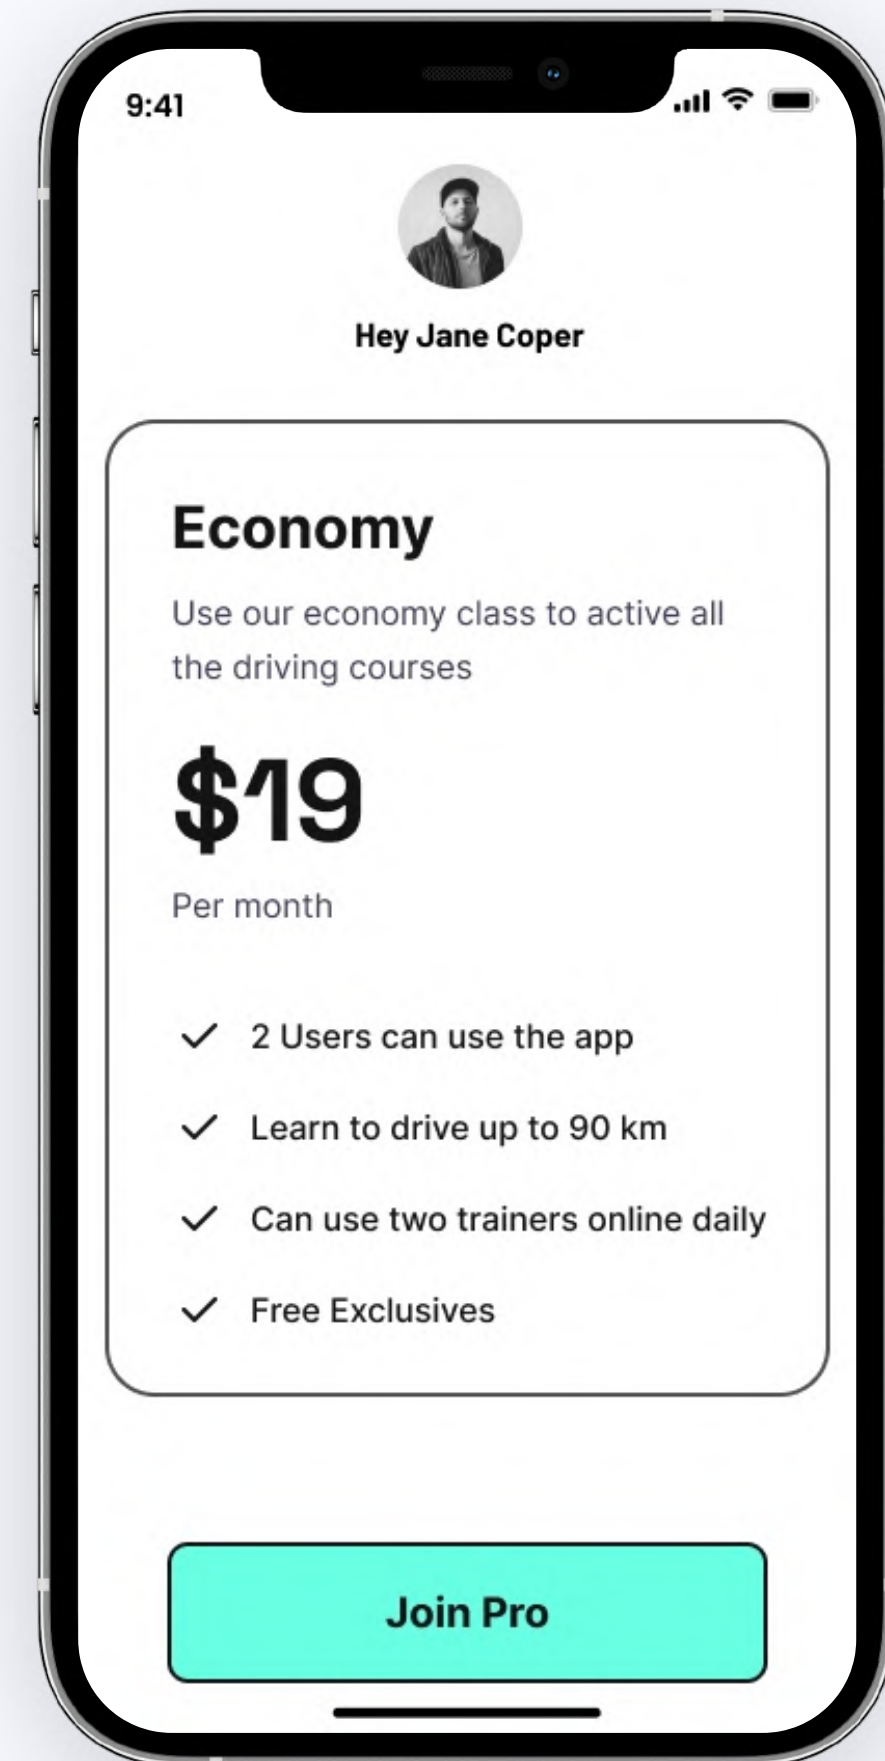 9:41
Hey Jane Coper
Economy
Use our economy class to active all
the driving courses
$19
Per month
2 Users can use the app
Learn to drive up to 90 km
Can use two trainers online daily
Free Exclusives
Join Pro